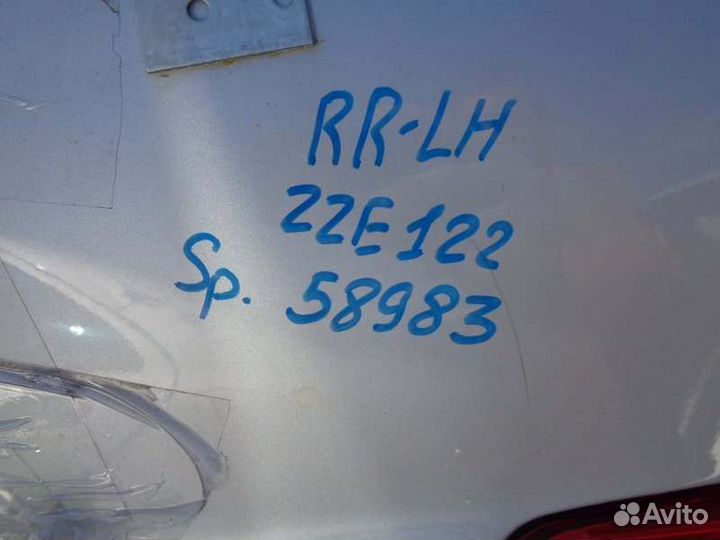 RR-LH
ZZE122
Sp. 58983
Avito